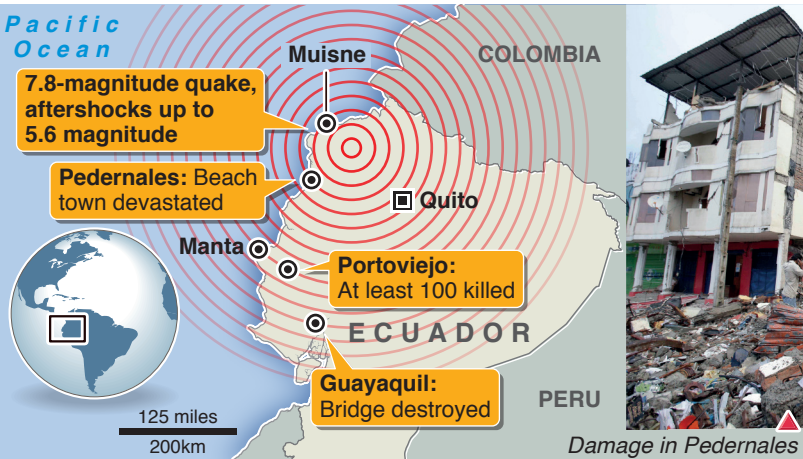 Pacific
Ocean
Muisne
COLOMBIA
7.8-magnitude quake,
aftershocks up to
5.6 magnitude
Pedernales: Beach
town devastated
Quito
Manta
Portoviejo:
At least 100 killed
ECUADOR
Guayaquil:
Bridge destroyed
PERU
125 miles
200km
Damage in Pedernales